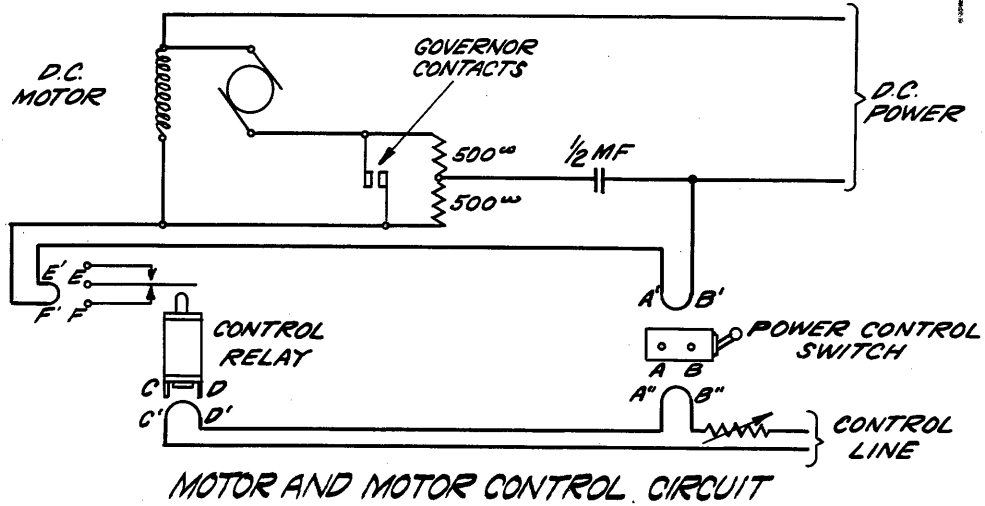 D.C.
MOTOR
GOVERNOR
CONTACTS
D.C.
POWER
500ω
½ MF
500ω
E' E
F' F
A' B'
CONTROL
RELAY
POWER CONTROL
SWITCH
A B
C D
C' D'
A" B"
CONTROL
LINE
MOTOR AND MOTOR CONTROL CIRCUIT